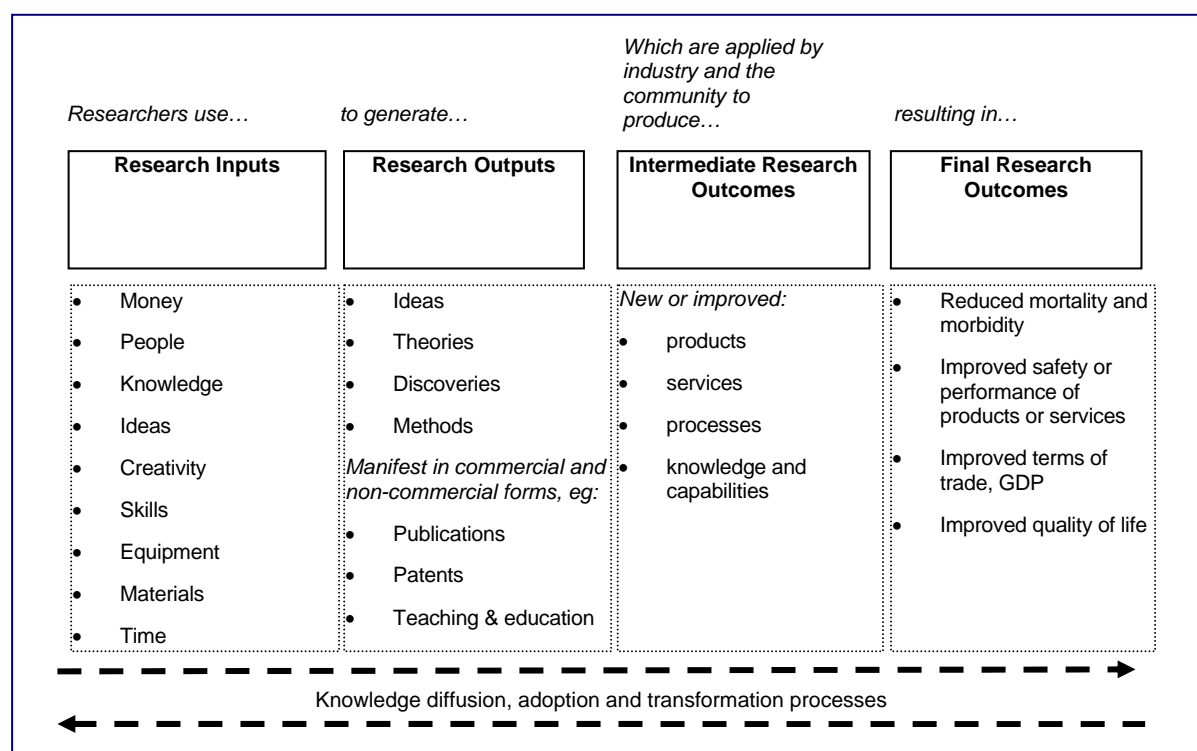 Researchers use…
to generate…
Which are applied by
industry and the
community to
produce…
resulting in…
Research Inputs
Research Outputs
Intermediate Research
Outcomes
Final Research
Outcomes
• Money
• People
• Knowledge
• Ideas
• Creativity
• Skills
• Equipment
• Materials
• Time
• Ideas
• Theories
• Discoveries
• Methods
Manifest in commercial and
non-commercial forms, eg:
• Publications
• Patents
• Teaching & education
New or improved:
• products
• services
• processes
• knowledge and
capabilities
• Reduced mortality and
morbidity
• Improved safety or
performance of
products or services
• Improved terms of
trade, GDP
• Improved quality of life
Knowledge diffusion, adoption and transformation processes